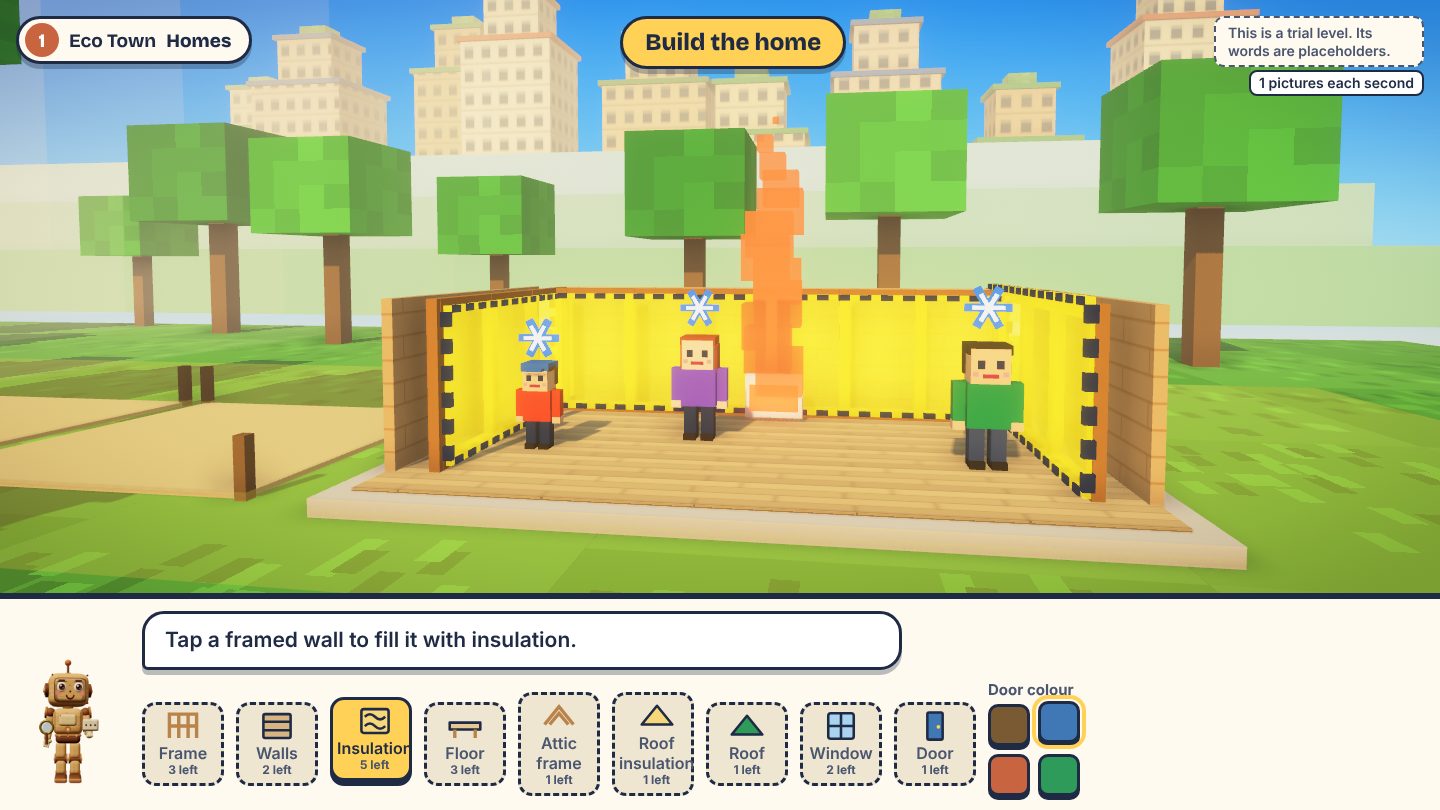 1 Eco Town Homes
Build the home
This is a trial level. Its
words are placeholders.
1 pictures each second
Tap a framed wall to fill it with insulation.
Door colour
Frame
3 left
Walls
2 left
Insulation
5 left
Floor
3 left
Attic
frame
1 left
Roof
insulation
1 left
Roof
1 left
Window
2 left
Door
1 left